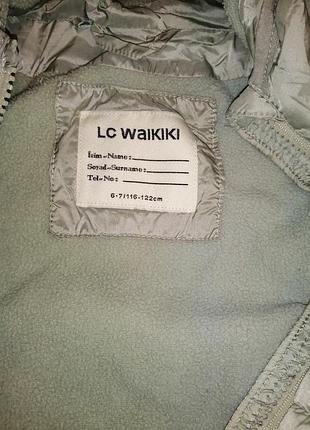 LC WAIKIKI
İsim-Name:
Soyad-Surname:
Tel-No:
6-7/116-122cm